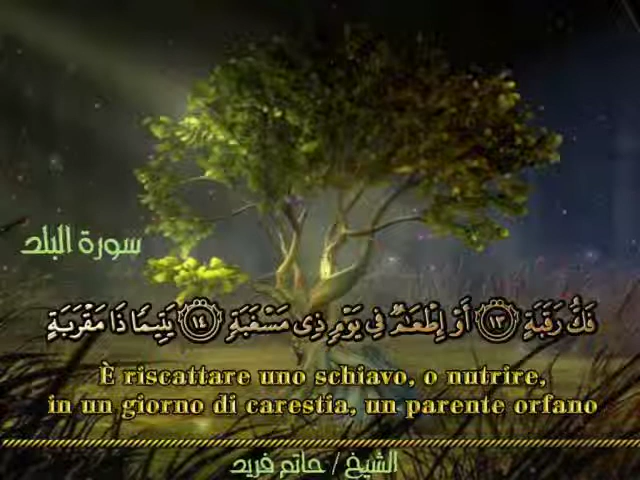 سورة البلد
فَكُّ رَقَبَةٍ ١٣ أَوْ إِطْعَـٰمٌ فِى يَوْمٍ ذِى مَسْغَبَةٍ ١٤ يَتِيمًا ذَا مَقْرَبَةٍ
È riscattare uno schiavo, o nutrire,
in un giorno di carestia, un parente orfano
الشيخ / حاتم فريد